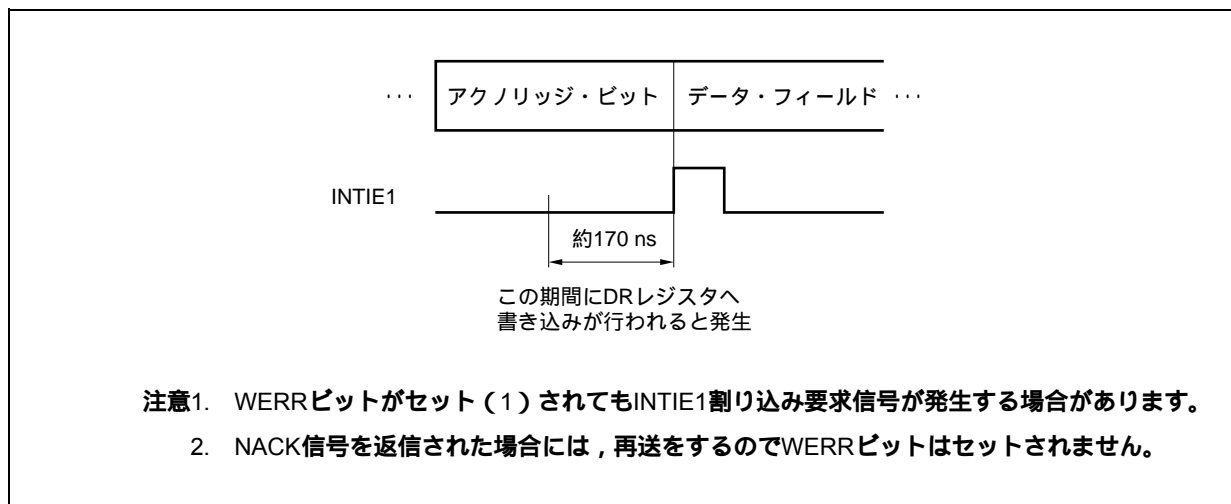 ··· アクノリッジ・ビット データ・フィールド ···
INTIE1
約170 ns
この期間にDRレジスタへ
書き込みが行われると発生
注意1. WERRビットがセット（1）されてもINTIE1割り込み要求信号が発生する場合があります。
2. NACK信号を返信された場合には，再送をするのでWERRビットはセットされません。